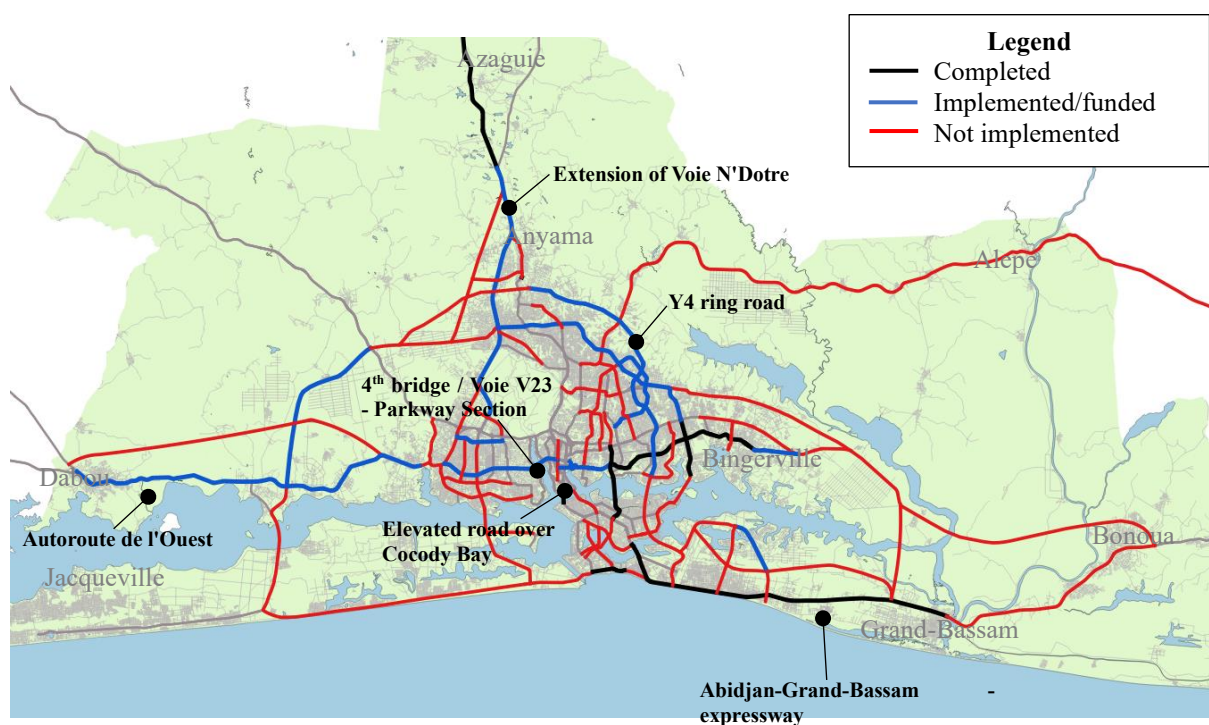 Legend
Completed
Implemented/funded
Not implemented
Azaguie
Extension of Voie N'Dotre
Anyama
Alepe
Y4 ring road
4th bridge / Voie V23
- Parkway Section
Bingerville
Dabou
Autoroute de l'Ouest
Elevated road over
Cocody Bay
Bonoua
Jacqueville
Grand-Bassam
Abidjan-Grand-Bassam -
expressway